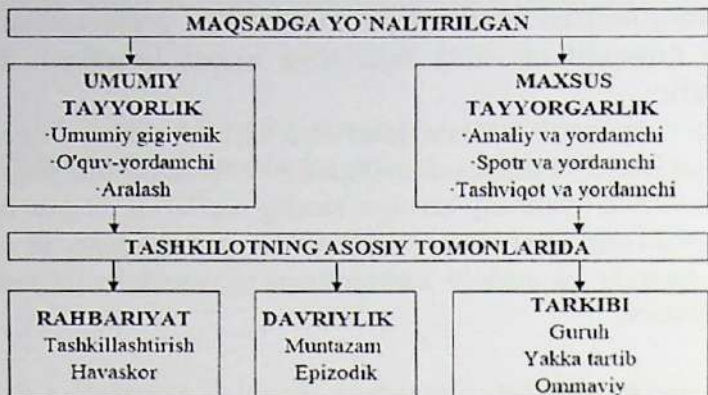 MAQSADGA YO`NALTIRILGAN
UMUMIY
TAYYORLIK
·Umumiy gigiyenik
·O'quv-yordamchi
·Aralash
MAXSUS
TAYYORGARLIK
·Amaliy va yordamchi
·Spotr va yordamchi
·Tashviqot va yordamchi
TASHKILOTNING ASOSIY TOMONLARIDA
RAHBARIYAT
Tashkillashtirish
Havaskor
DAVRIYLIK
Muntazam
Epizodik
TARKIBI
Guruh
Yakka tartib
Ommaviy